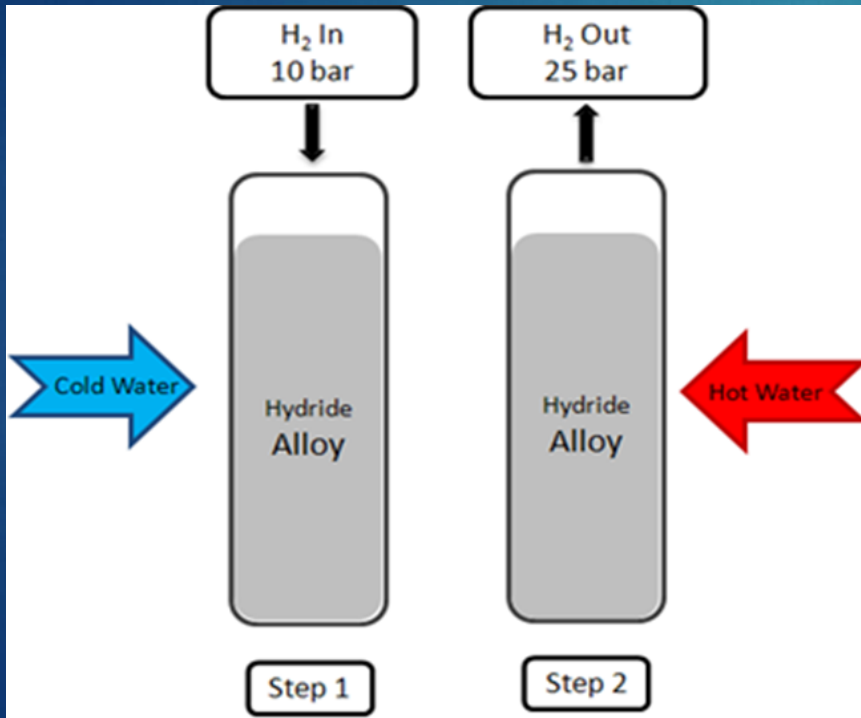 H₂ In
10 bar
H₂ Out
25 bar
Cold Water
Hydride
Alloy
Hydride
Alloy
Hot Water
Step 1
Step 2